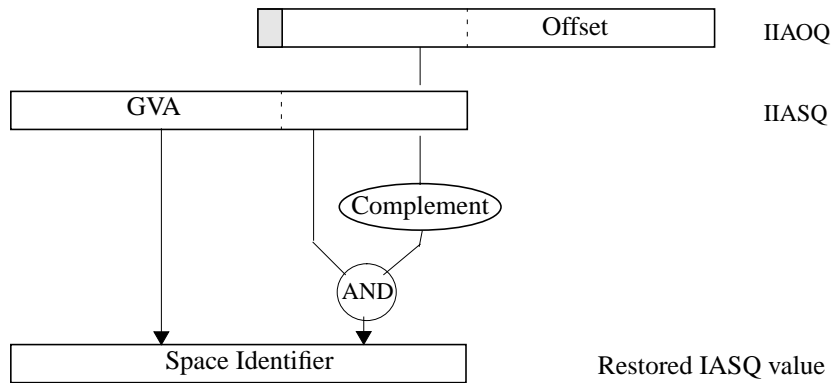 Offset IIAOQ
GVA IIASQ
Complement
AND
Space Identifier Restored IASQ value